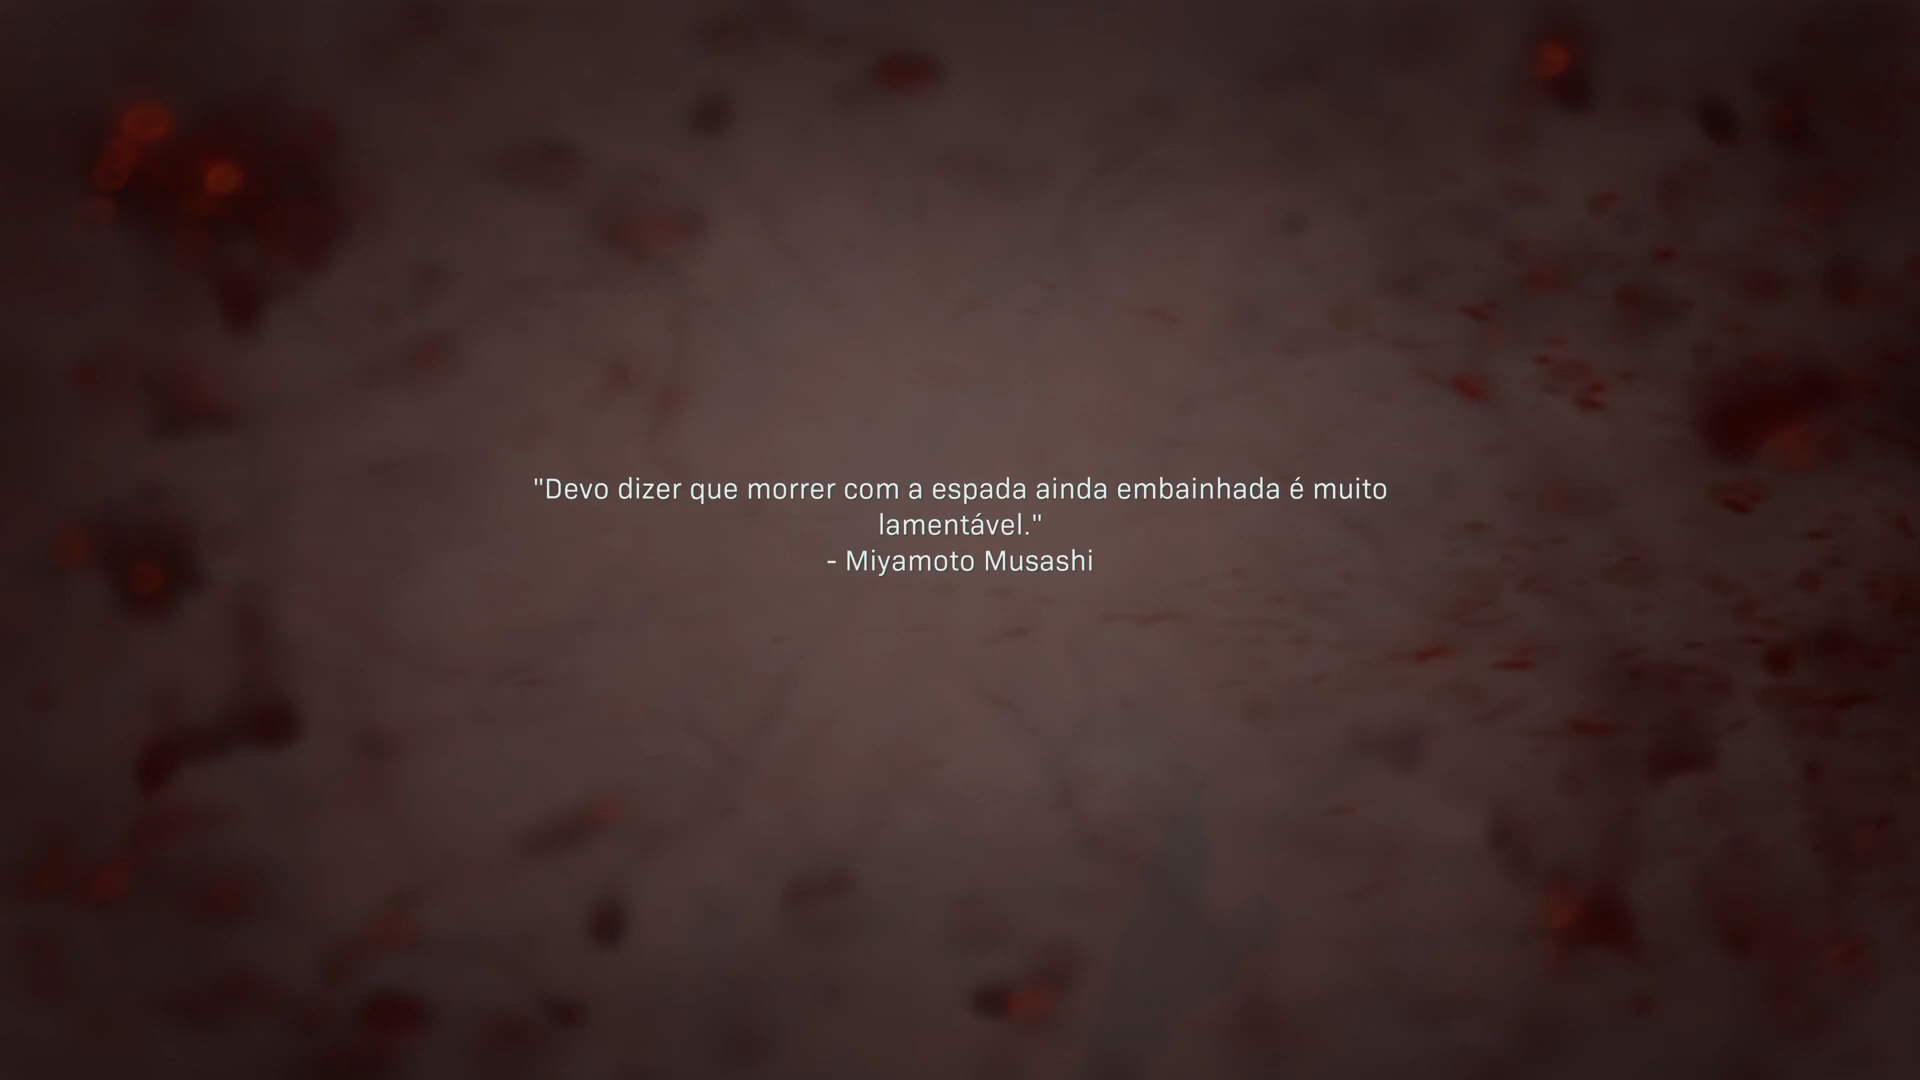 "Devo dizer que morrer com a espada ainda embainhada é muito
lamentável."
- Miyamoto Musashi